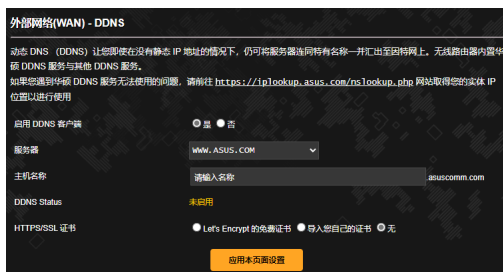 外部网络(WAN) - DDNS
动态 DNS （DDNS）让您即使在没有静态 IP 地址的情况下，仍可将服务器连同特有名称一并汇出至因特网上。无线路由器内置华
硕 DDNS 服务与其他 DDNS 服务。
如果您遇到华硕 DDNS 服务无法使用的问题，请前往 https://iplookup.asus.com/nslookup.php 网站取得您的实体 IP
位置以进行使用
启用 DDNS 客户端 是 否
服务器 WWW.ASUS.COM
主机名称 请输入名称 .asuscomm.com
DDNS Status 未启用
HTTPS/SSL 证书 Let's Encrypt 的免费证书 导入您自己的证书 无
应用本页面设置